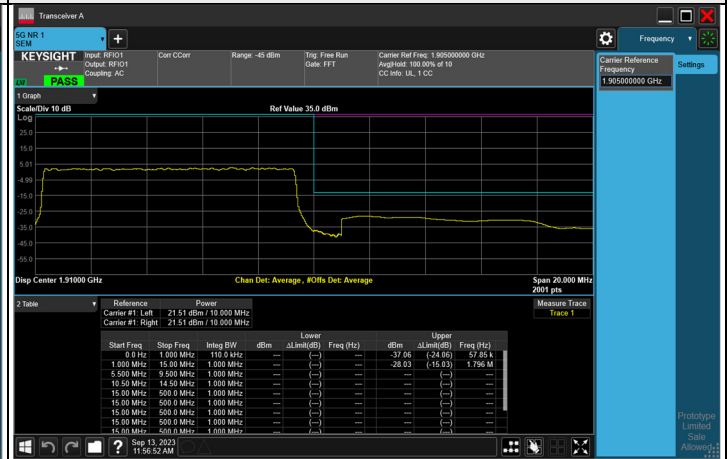 Transceiver A
5G NR 1
SEM
Frequency
KEYSIGHT
Input: RFIO1
Output: RFIO1
Coupling: AC
Corr CCorr
Range: -45 dBm
Trig: Free Run
Gate: FFT
Carrier Ref Freq: 1.905000000 GHz
Avg|Hold: 100.00% of 10
CC Info: UL, 1 CC
LXI
PASS
Carrier Reference
Frequency
1.905000000 GHz
Settings
1 Graph
Scale/Div 10 dB
Ref Value 35.0 dBm
Log
25.0
15.0
5.01
-4.99
-15.0
-25.0
-35.0
-45.0
-55.0
Disp Center 1.91000 GHz
Chan Det: Average , #Offs Det: Average
Span 20.000 MHz
2001 pts
2 Table
Reference Power
Carrier #1: Left 21.51 dBm / 10.000 MHz
Carrier #1: Right 21.51 dBm / 10.000 MHz
Measure Trace
Trace 1
Lower Upper
Start Freq Stop Freq Integ BW dBm ΔLimit(dB) Freq (Hz) dBm ΔLimit(dB) Freq (Hz)
0.0 Hz 1.000 MHz 110.0 kHz --- (---) --- -37.06 (-24.06) 57.85 k
1.000 MHz 15.00 MHz 1.000 MHz --- (---) --- -28.03 (-15.03) 1.796 M
5.500 MHz 9.500 MHz 1.000 MHz --- (---) --- --- (---) ---
10.50 MHz 14.50 MHz 1.000 MHz --- (---) --- --- (---) ---
15.00 MHz 500.0 MHz 1.000 MHz --- (---) --- --- (---) ---
15.00 MHz 500.0 MHz 1.000 MHz --- (---) --- --- (---) ---
15.00 MHz 500.0 MHz 1.000 MHz --- (---) --- --- (---) ---
15.00 MHz 500.0 MHz 1.000 MHz --- (---) --- --- (---) ---
15.00 MHz 500.0 MHz 1.000 MHz --- (---) --- --- (---) ---
Prototype
Limited
Sale
Allowed
Sep 13, 2023
11:56:52 AM